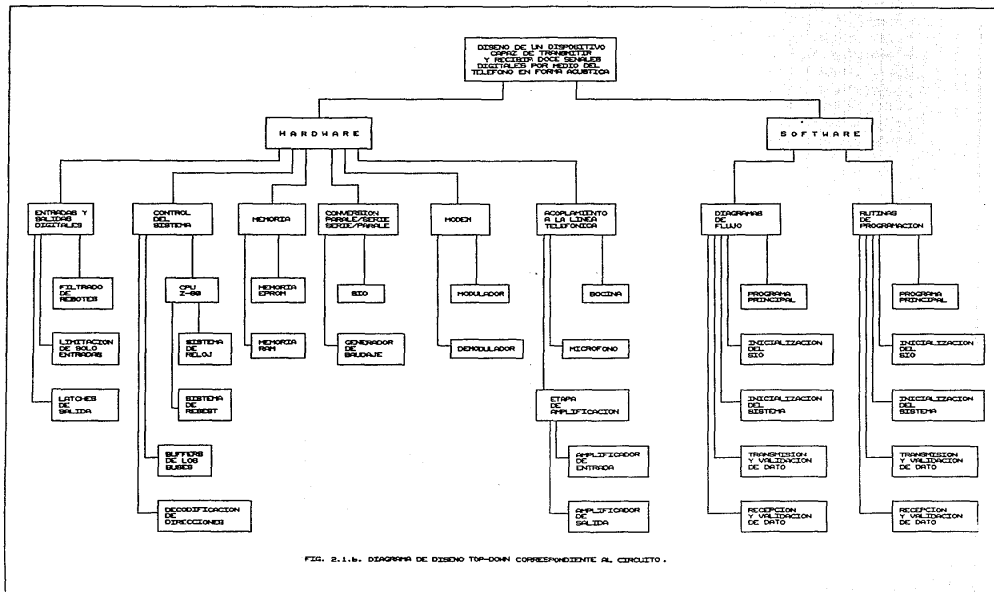 DISENO DE UN DISPOSITIVO
CAPAZ DE TRANSMITIR
Y RECIBIR DOCE SENALES
DIGITALES POR MEDIO DEL
TELEFONO EN FORMA ACUSTICA
HARDWARE
SOFTWARE
ENTRADAS Y
SALIDAS
DIGITALES
CONTROL
DEL
SISTEMA
MEMORIA
CONVERSION
PARALE/SERIE
SERIE/PARALE
MODEM
ACOPLAMIENTO
A LA LINEA
TELEFONICA
DIAGRAMAS
DE
FLUJO
RUTINAS
DE
PROGRAMACION
FILTRADO
DE
REBOTES
CPU
Z-80
MEMORIA
EPROM
SIO
MODULADOR
BOCINA
PROGRAMA
PRINCIPAL
PROGRAMA
PRINCIPAL
LIMITACION
DE SOLO
ENTRADAS
SISTEMA
DE
RELOJ
MEMORIA
RAM
GENERADOR
DE
BAUDAJE
DEMODULADOR
MICROFONO
INICIALIZACION
DEL
SIO
INICIALIZACION
DEL
SIO
LATCHES
DE
SALIDA
SISTEMA
DE
RESET
ETAPA
DE
AMPLIFICACION
INICIALIZACION
DEL
SISTEMA
INICIALIZACION
DEL
SISTEMA
BUFFERS
DE LOS
BUSES
AMPLIFICADOR
DE
ENTRADA
TRANSMISION
Y VALIDACION
DE DATO
TRANSMISION
Y VALIDACION
DE DATO
DECODIFICACION
DE
DIRECCIONES
AMPLIFICADOR
DE
SALIDA
RECEPCION
Y VALIDACION
DE DATO
RECEPCION
Y VALIDACION
DE DATO
FIG. 2.1.b. DIAGRAMA DE DISENO TOP-DOWN CORRESPONDIENTE AL CIRCUITO.